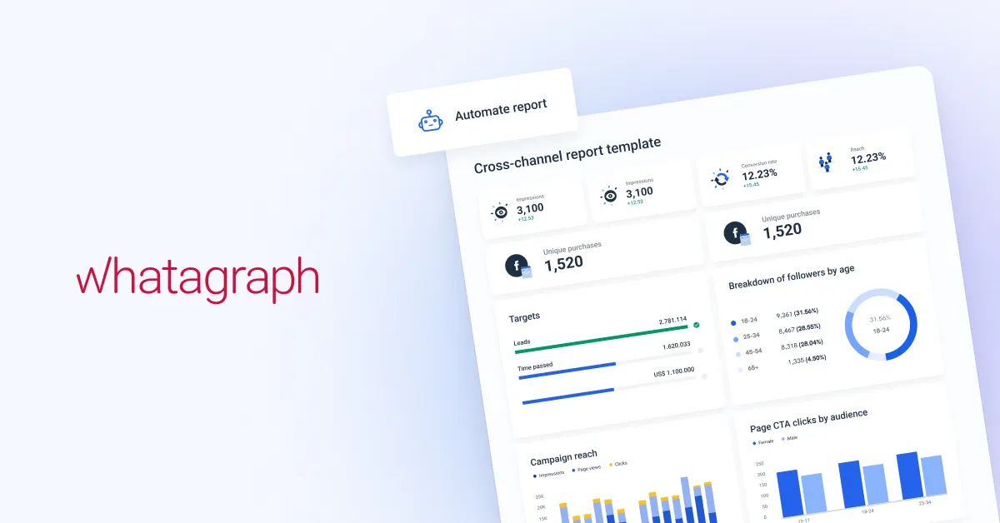 whatagraph
Automate report
Cross-channel report template
Impressions
3,100
+12.53
Impressions
3,100
+12.53
Conversion rate
12.23%
+15.45
Reach
12.23%
+15.45
Unique purchases
1,520
Unique purchases
1,520
Targets
Leads
2.781.114
Time passed
1.620.033
US$ 1.100.000
Breakdown of followers by age
18-24 9,361 (31.56%)
25-34 8,467 (28.55%)
45-54 8,318 (28.04%)
65+ 1,335 (4.50%)
31.56%
18-24
Campaign reach
Impressions Page views Clicks
25K
20K
15K
Page CTA clicks by audience
Female Male
250
200
150
100
50
0
13-17 18-24 25-34